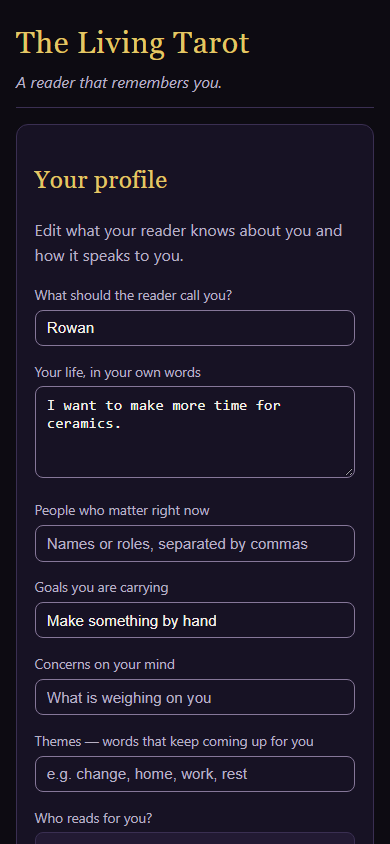 The Living Tarot
A reader that remembers you.
Your profile
Edit what your reader knows about you and
how it speaks to you.
What should the reader call you?
Rowan
Your life, in your own words
I want to make more time for
ceramics.
People who matter right now
Names or roles, separated by commas
Goals you are carrying
Make something by hand
Concerns on your mind
What is weighing on you
Themes — words that keep coming up for you
e.g. change, home, work, rest
Who reads for you?